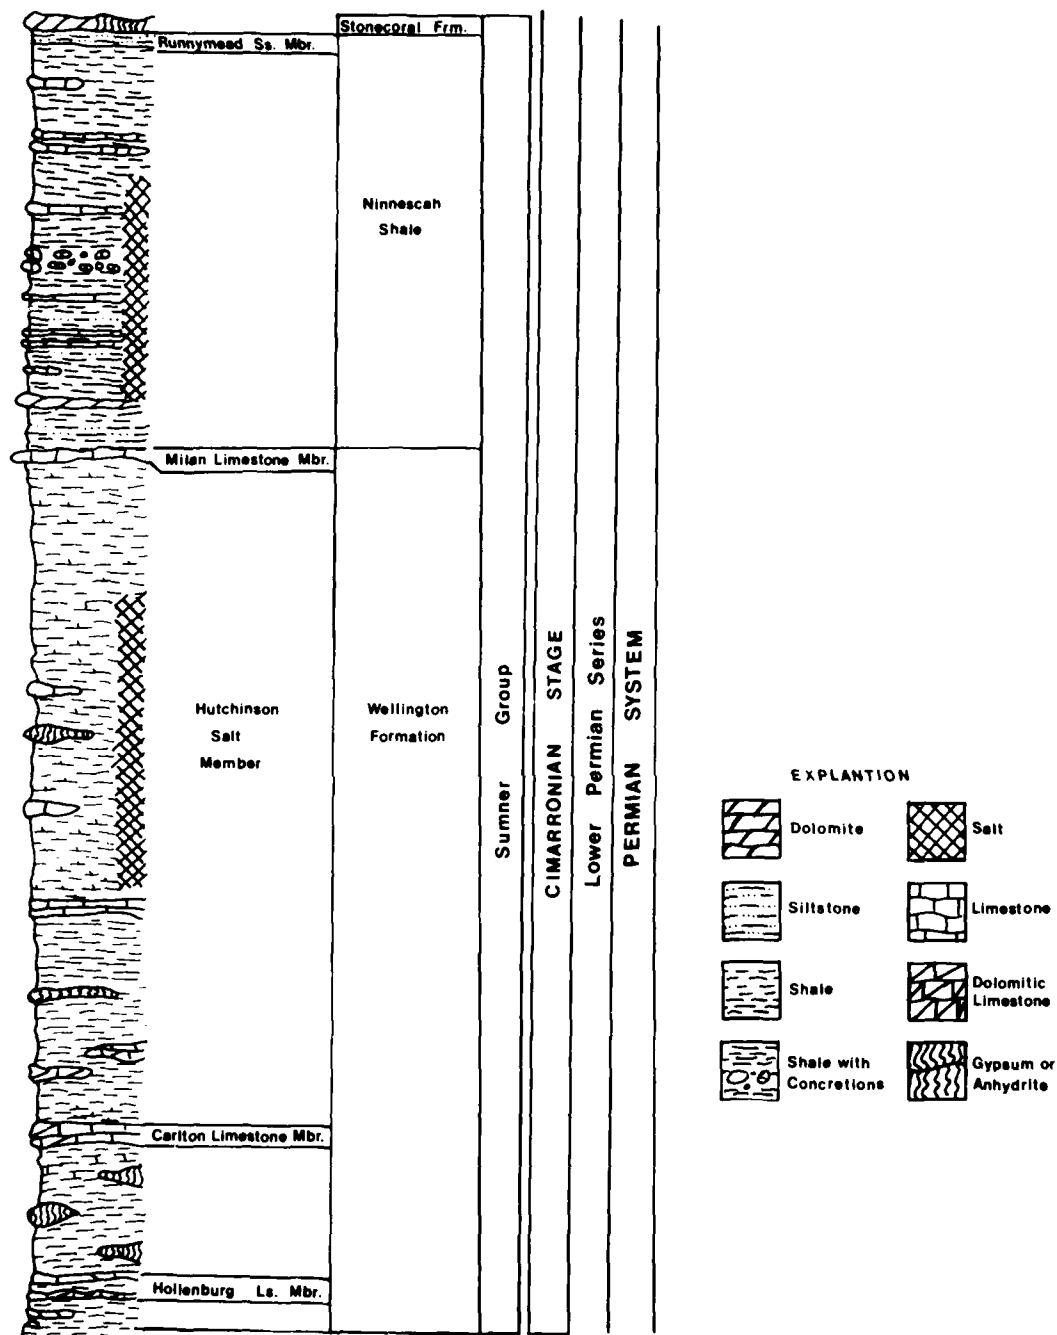 Stonecoral Frm.
Runnymead Ss. Mbr.
Ninnescah
Shale
Milan Limestone Mbr.
Hutchinson
Salt
Member
Wellington
Formation
Carlton Limestone Mbr.
Hollenburg Ls. Mbr.
Sumner Group
CIMARRONIAN STAGE
Lower Permian Series
PERMIAN SYSTEM
EXPLANTION
Dolomite
Salt
Siltstone
Limestone
Shale
Dolomitic
Limestone
Shale with
Concretions
Gypsum or
Anhydrite